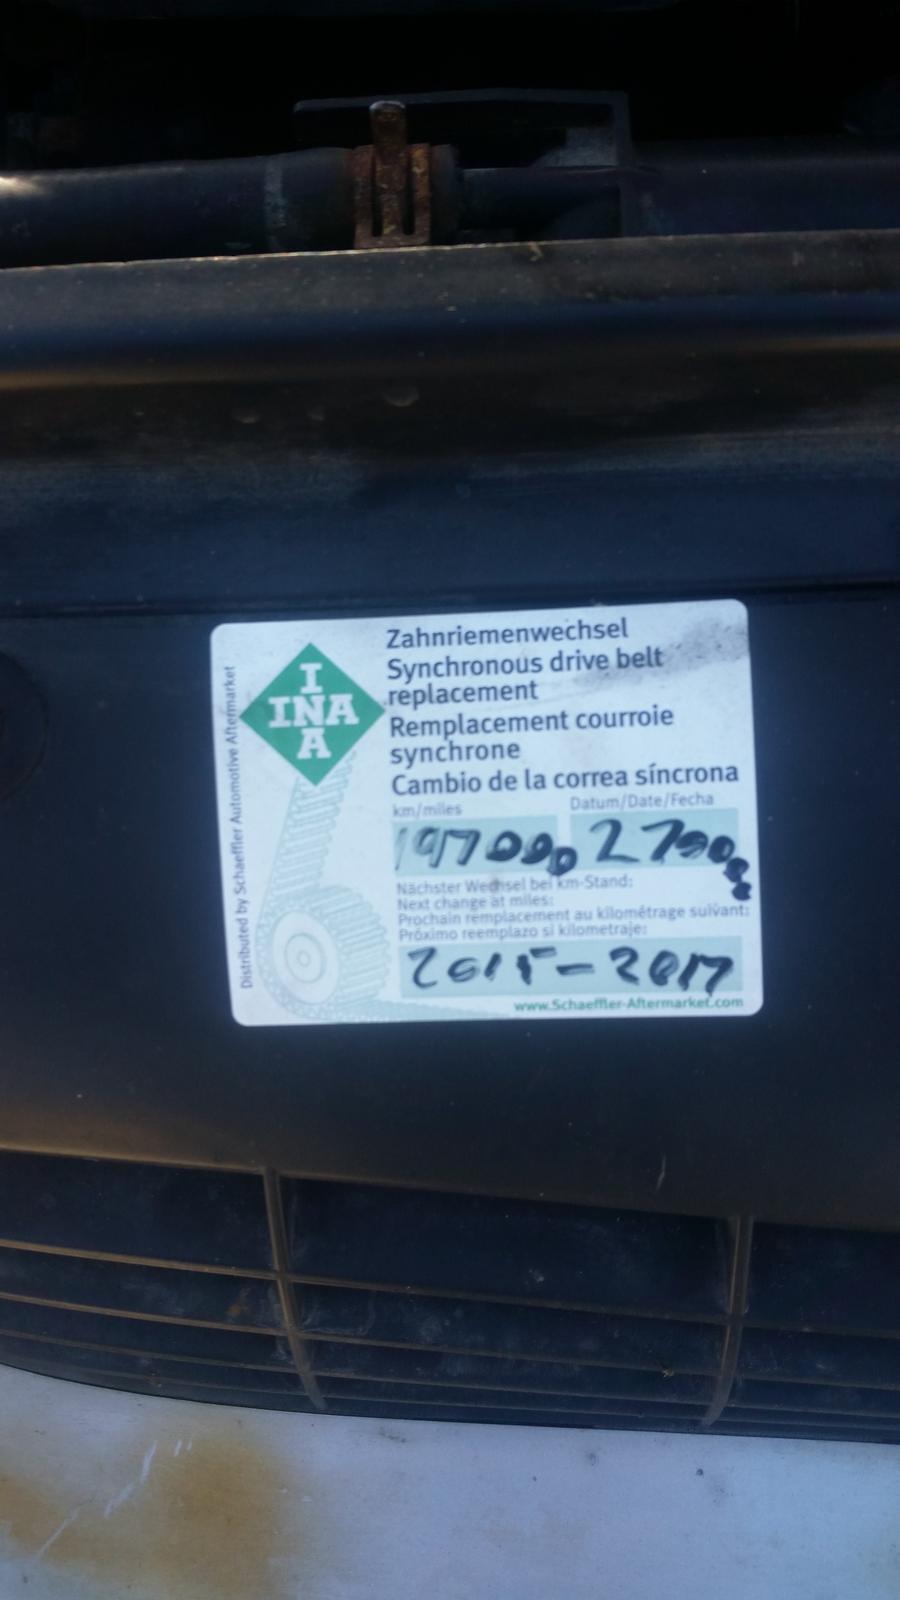 INA
INA
Zahnriemenwechsel
Synchronous drive belt
replacement
Remplacement courroie
synchrone
Cambio de la correa síncrona
km/miles Datum/Date/Fecha
197000 270000
Nächster Wechsel bei km-Stand:
Next change at miles:
Prochain remplacement au kilométrage suivant:
Próximo reemplazo si kilometraje:
2015-2017
www.Schaeffler-Aftermarket.com
Distributed by Schaeffler Automotive Aftermarket